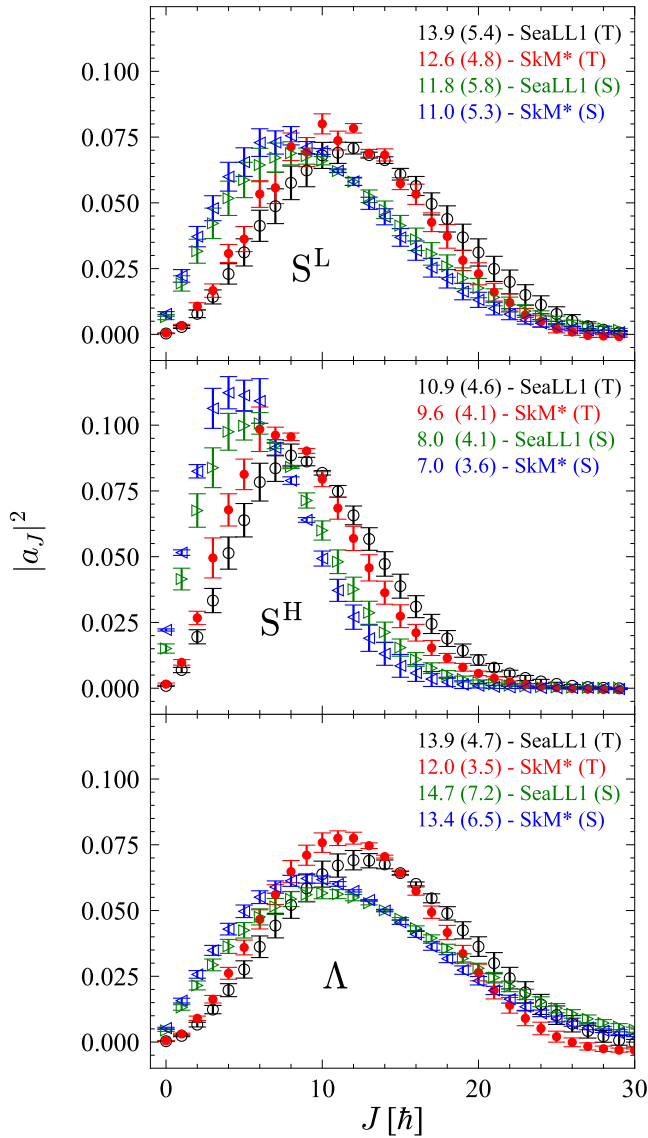 13.9 (5.4) - SeaLL1 (T)
12.6 (4.8) - SkM* (T)
11.8 (5.8) - SeaLL1 (S)
11.0 (5.3) - SkM* (S)
0.100
0.075
0.050
0.025
0.000
S^L
10.9 (4.6) - SeaLL1 (T)
9.6 (4.1) - SkM* (T)
8.0 (4.1) - SeaLL1 (S)
7.0 (3.6) - SkM* (S)
0.100
0.075
0.050
0.025
0.000
S^H
|a_J|^2
13.9 (4.7) - SeaLL1 (T)
12.0 (3.5) - SkM* (T)
14.7 (7.2) - SeaLL1 (S)
13.4 (6.5) - SkM* (S)
0.100
0.075
0.050
0.025
0.000
Λ
0 10 20 30
J [ħ]